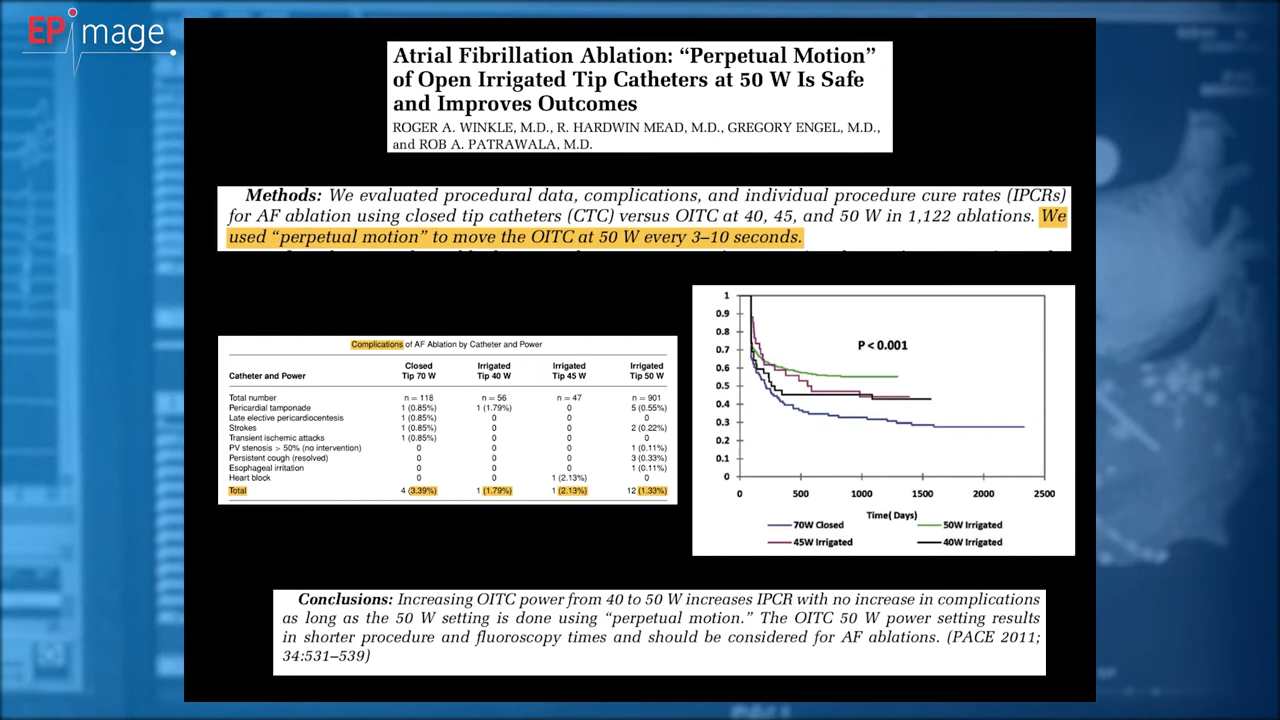 EP image
Atrial Fibrillation Ablation: “Perpetual Motion”
of Open Irrigated Tip Catheters at 50 W Is Safe
and Improves Outcomes
ROGER A. WINKLE, M.D., R. HARDWIN MEAD, M.D., GREGORY ENGEL, M.D.,
and ROB A. PATRAWALA, M.D.
Methods: We evaluated procedural data, complications, and individual procedure cure rates (IPCRs)
for AF ablation using closed tip catheters (CTC) versus OITC at 40, 45, and 50 W in 1,122 ablations. We
used “perpetual motion” to move the OITC at 50 W every 3–10 seconds.
Complications of AF Ablation by Catheter and Power
Closed Irrigated Irrigated Irrigated
Catheter and Power Tip 70 W Tip 40 W Tip 45 W Tip 50 W
Total number n = 118 n = 56 n = 47 n = 901
Pericardial tamponade 1 (0.85%) 1 (1.79%) 0 5 (0.55%)
Late elective pericardiocentesis 1 (0.85%) 0 0 0
Strokes 1 (0.85%) 0 0 2 (0.22%)
Transient ischemic attacks 1 (0.85%) 0 0 0
PV stenosis > 50% (no intervention) 0 0 0 1 (0.11%)
Persistent cough (resolved) 0 0 0 3 (0.33%)
Esophageal irritation 0 0 0 1 (0.11%)
Heart block 0 0 1 (2.13%) 0
Total 4 (3.39%) 1 (1.79%) 1 (2.13%) 12 (1.33%)
1
0.9
0.8
0.7
0.6
0.5
0.4
0.3
0.2
0.1
0
P < 0.001
0 500 1000 1500 2000 2500
Time( Days)
70W Closed 50W Irrigated
45W Irrigated 40W Irrigated
Conclusions: Increasing OITC power from 40 to 50 W increases IPCR with no increase in complications
as long as the 50 W setting is done using “perpetual motion.” The OITC 50 W power setting results
in shorter procedure and fluoroscopy times and should be considered for AF ablations. (PACE 2011;
34:531–539)